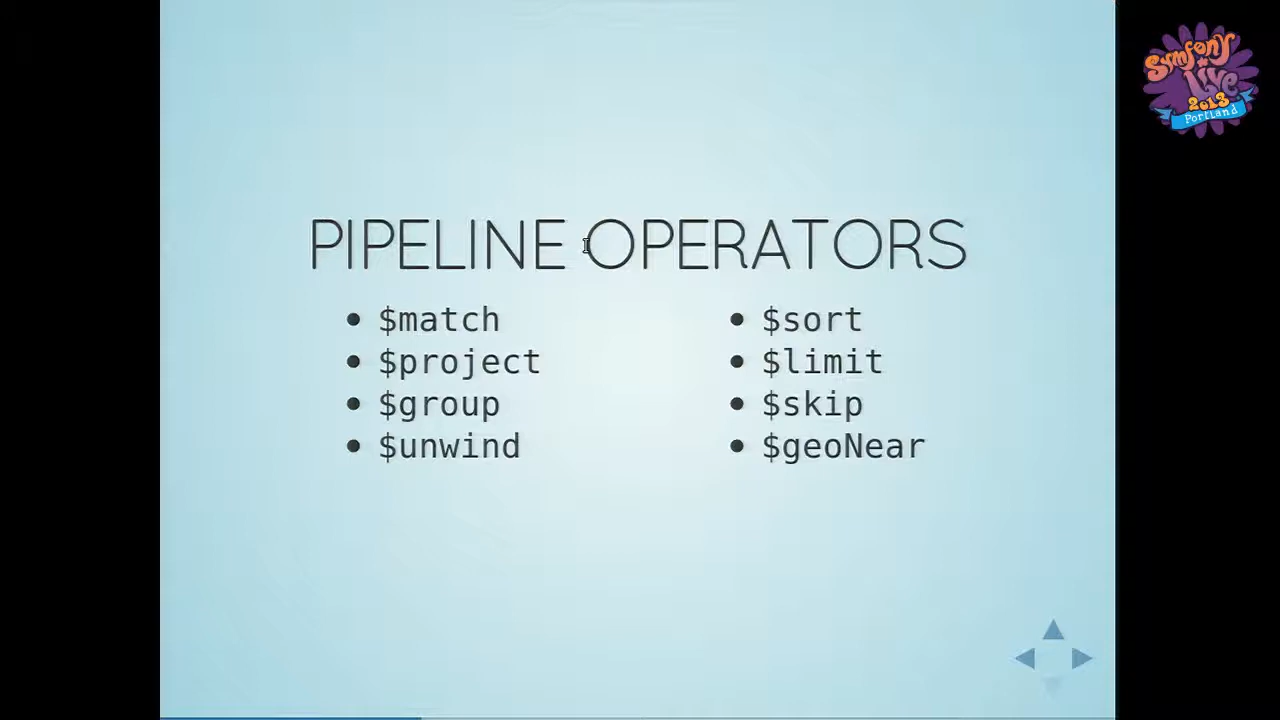 PIPELINE OPERATORS
• $match
• $project
• $group
• $unwind
• $sort
• $limit
• $skip
• $geoNear
Symfony
Live
2013
Portland